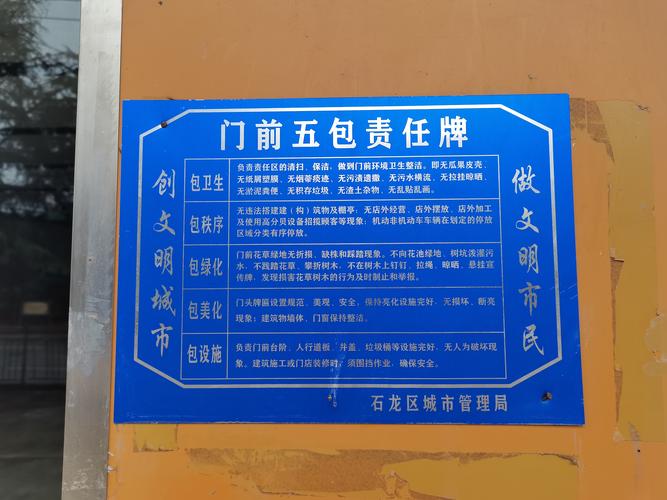 门前五包责任牌
创文明城市
包卫生
负责责任区的清扫、保洁，做到门前环境卫生整洁。即无瓜果皮壳、
无纸屑塑膜、无烟蒂痰迹、无污渍遗撒、无污水横流、无拉挂晾晒、
无淤泥粪便、无积存垃圾、无渣土杂物、无乱贴乱画。
包秩序
无违法搭建建（构）筑物及棚亭；无店外经营、店外摆放、店外加工
及使用高分贝设备招揽顾客等现象；机动非机动车车辆在划定的停放
区域分类有序停放。
包绿化
门前花草绿地无折损、缺株和踩踏现象。不向花池绿地、树坑泼灌污
水，不践踏花草、攀折树木，不在树木上钉钉、拉绳、晾晒、悬挂宣
传牌，发现损害花草树木的行为及时制止和举报。
包美化
门头牌匾设置规范、美观、安全，保持亮化设施完好，无损坏、断亮
现象；建筑物墙体、门窗保持整洁。
包设施
负责门前台阶、人行道板、井盖、垃圾桶等设施完好，无人为破坏现
象。建筑施工或门店装修时，须围挡作业，确保安全。
做文明市民
石龙区城市管理局